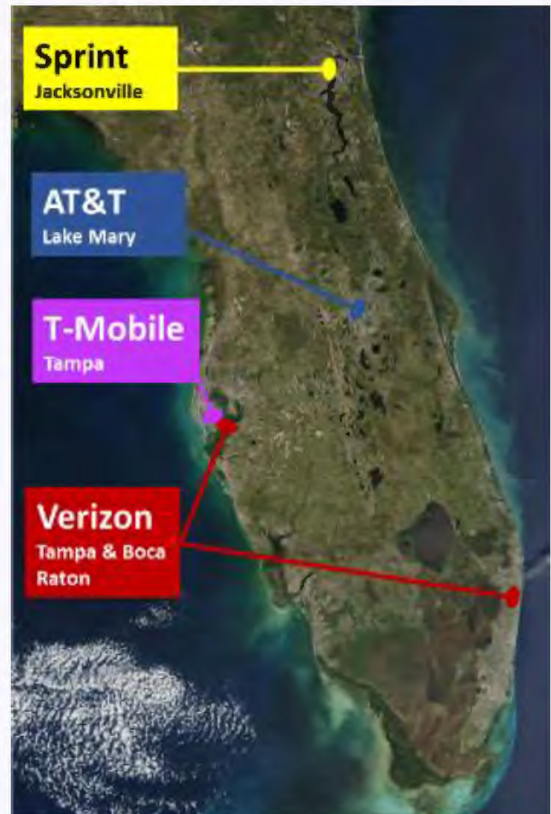 Sprint
Jacksonville
AT&T
Lake Mary
T-Mobile
Tampa
Verizon
Tampa & Boca
Raton